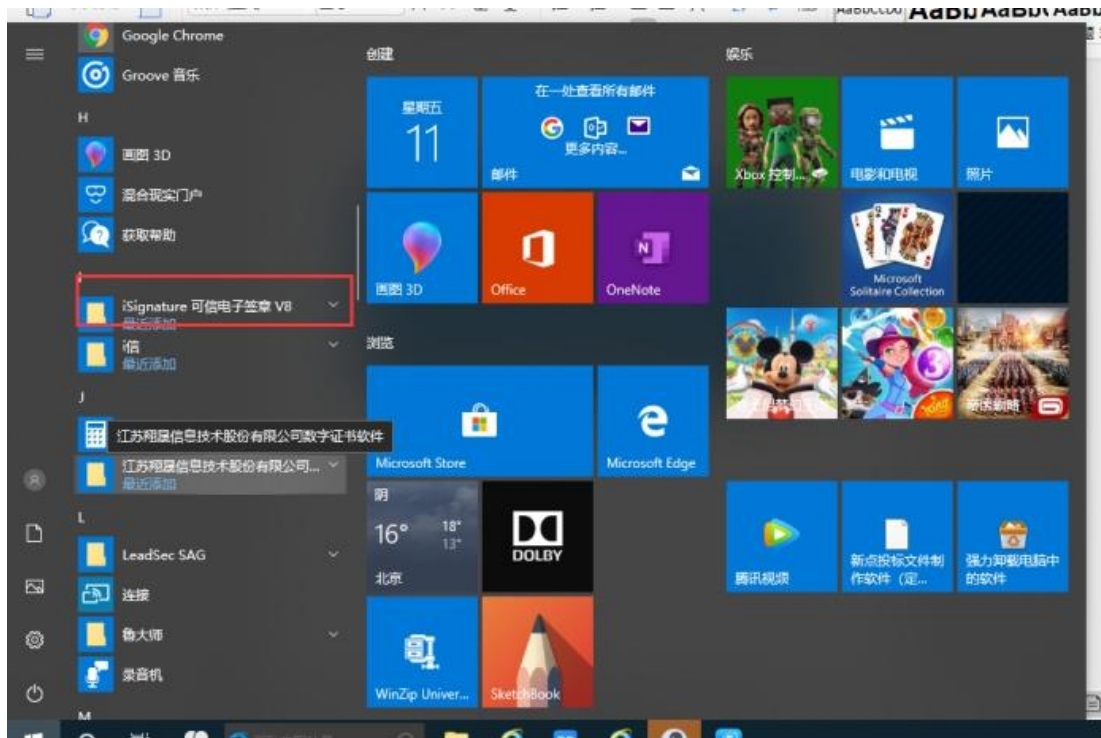 AaBbCcDd AaBb AaBb( AaBb
Google Chrome
Groove 音乐
H
画图 3D
混合现实门户
获取帮助
I
iSignature 可信电子签章 V8
最近添加
i信
最近添加
J
江苏翔晟信息技术股份有限公司数字证书软件
江苏翔晟信息技术股份有限公司...
最近添加
L
LeadSec SAG
连接
鲁大师
录音机
M
创建
星期五
11
在一处查看所有邮件
更多内容...
邮件
画图 3D
Office
N
OneNote
浏览
Microsoft Store
Microsoft Edge
阴
16°
18°
13°
北京
DOLBY
WinZip Univer...
SketchBook
娱乐
Xbox 控制...
电影和电视
照片
Microsoft
Solitaire Collection
3
King
腾讯视频
新点投标文件制
作软件（定...
强力卸载电脑中
的软件